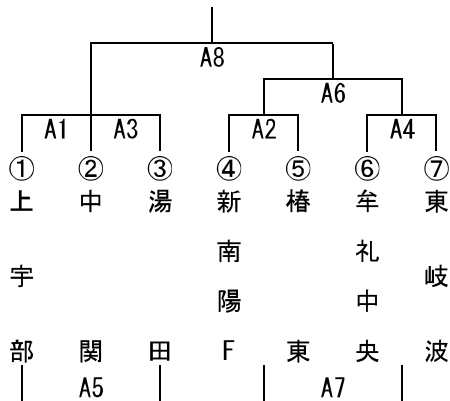 A8
A6
A1
A3
A2
A4
① ② ③ ④ ⑤ ⑥ ⑦
上宇部
中関
湯田
新南陽F
椿東
牟礼中央
東岐波
A5
A7